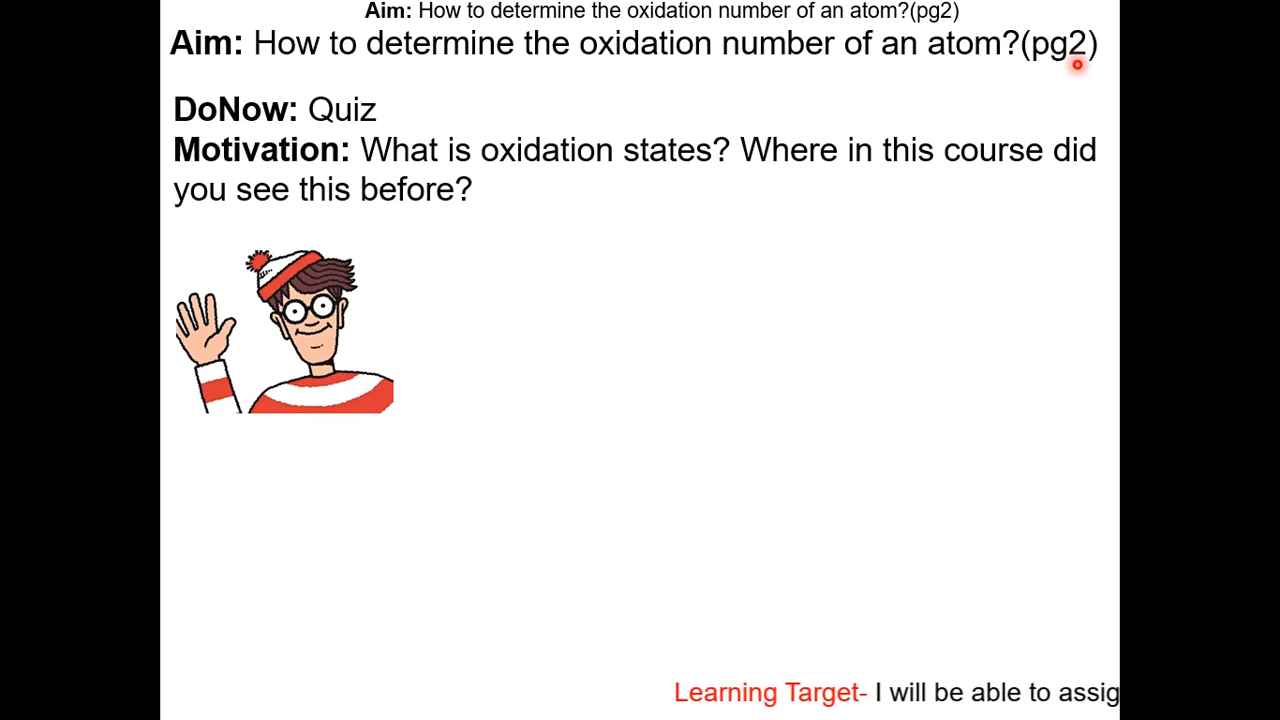 Aim: How to determine the oxidation number of an atom?(pg2)
Aim: How to determine the oxidation number of an atom?(pg2)
DoNow: Quiz
Motivation: What is oxidation states? Where in this course did
you see this before?
Learning Target- I will be able to assig